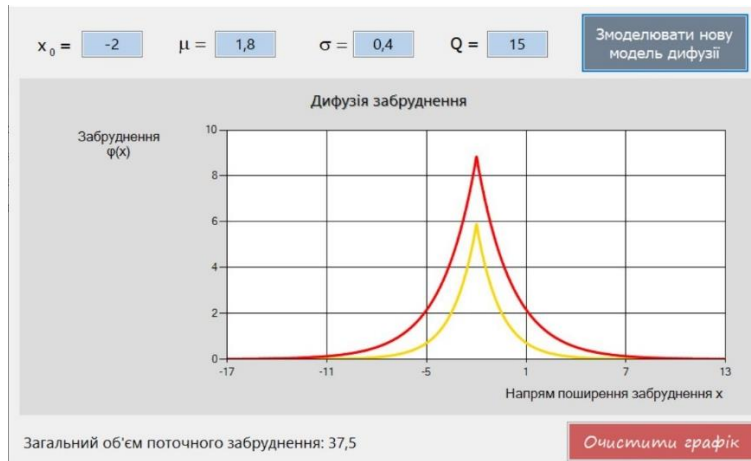 x₀ = -2 μ = 1,8 σ = 0,4 Q = 15
Змоделювати нову
модель дифузії
Дифузія забруднення
Забруднення
φ(x)
10
8
6
4
2
0
-17 -11 -5 1 7 13
Напрям поширення забруднення x
Загальний об'єм поточного забруднення: 37,5
Очистити графік